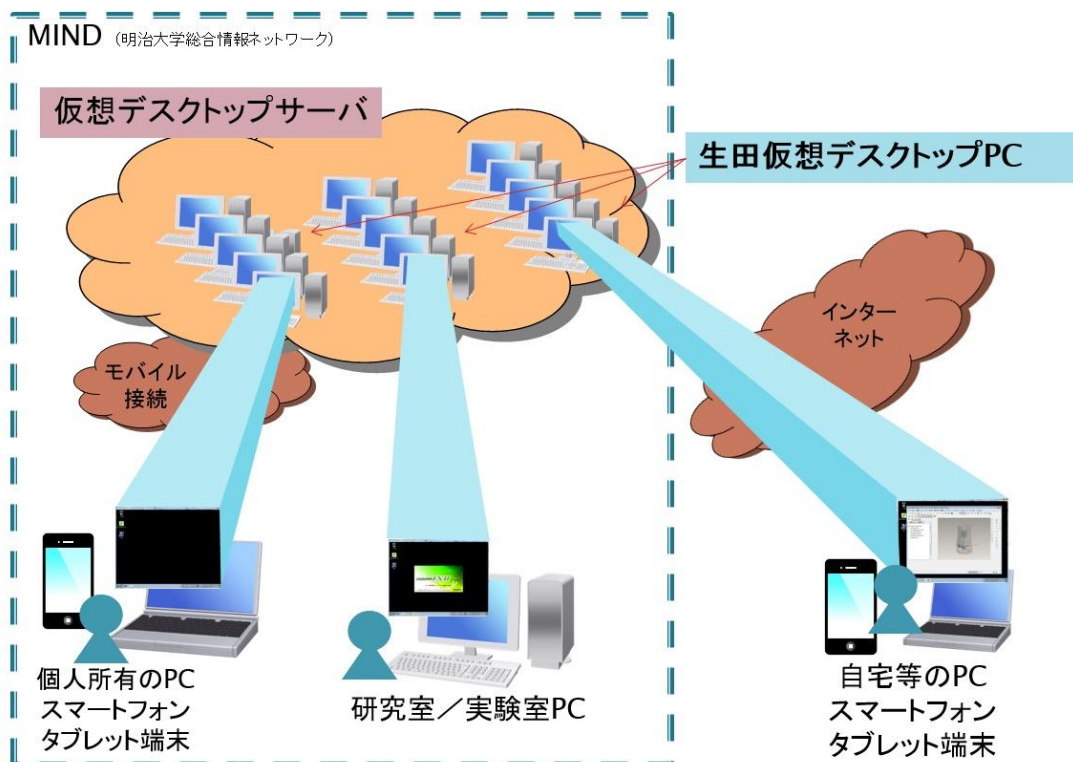 MIND (明治大学総合情報ネットワーク)
仮想デスクトップサーバ
生田仮想デスクトップPC
インター
ネット
モバイル
接続
個人所有のPC
スマートフォン
タブレット端末
研究室／実験室PC
自宅等のPC
スマートフォン
タブレット端末